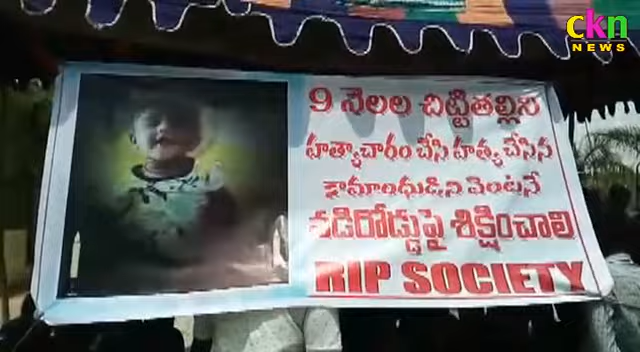 ckn
NEWS
9 నెలల చిట్టితల్లిని
హత్యాచారం చేసి హత్య చేసిన
కామాంధుడిని వెంటనే
నడిరోడ్డుపై శిక్షించాలి
RIP SOCIETY